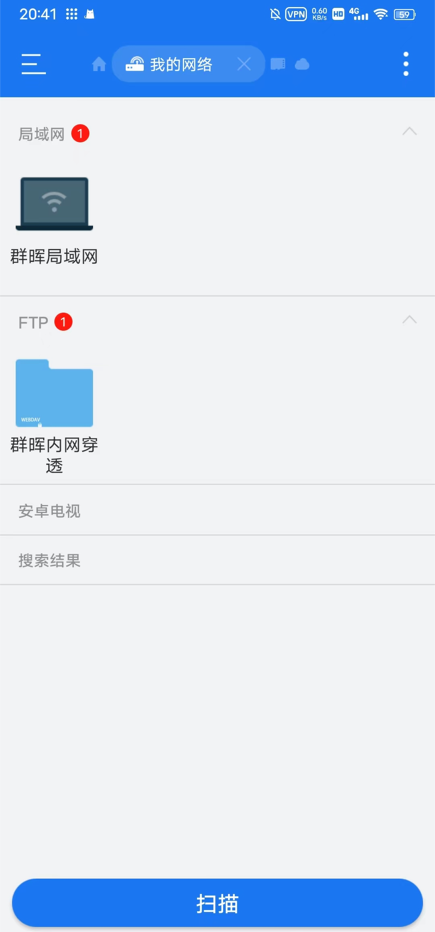 20:41
VPN
0.60
KB/s
HD
4G
59
我的网络
局域网 1
群晖局域网
FTP 1
WEBDAV
群晖内网穿
透
安卓电视
搜索结果
扫描